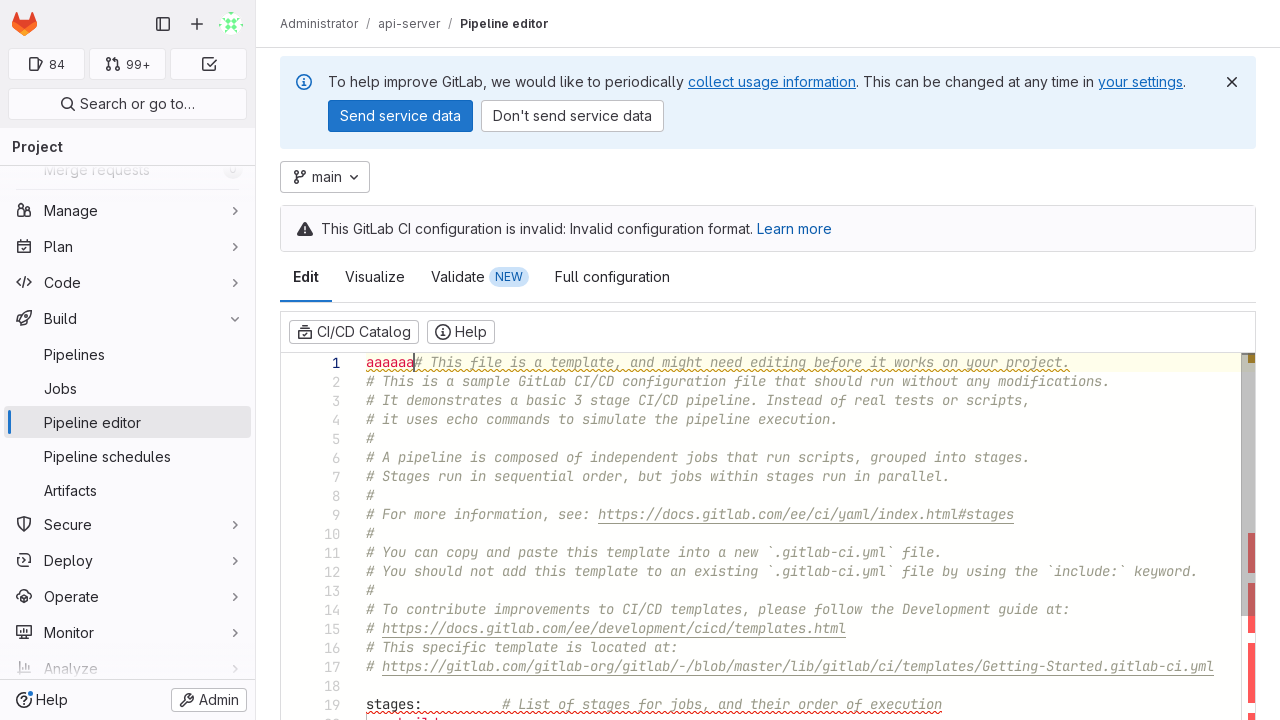 Administrator / api-server / Pipeline editor
84
99+
Search or go to…
Project
Merge requests
Manage
Plan
Code
Build
Pipelines
Jobs
Pipeline editor
Pipeline schedules
Artifacts
Secure
Deploy
Operate
Monitor
Analyze
Help
Admin
To help improve GitLab, we would like to periodically collect usage information. This can be changed at any time in your settings.
Send service data
Don't send service data
main
This GitLab CI configuration is invalid: Invalid configuration format. Learn more
Edit
Visualize
Validate NEW
Full configuration
CI/CD Catalog
Help
1 aaaaaa# This file is a template, and might need editing before it works on your project.
2 # This is a sample GitLab CI/CD configuration file that should run without any modifications.
3 # It demonstrates a basic 3 stage CI/CD pipeline. Instead of real tests or scripts,
4 # it uses echo commands to simulate the pipeline execution.
5 #
6 # A pipeline is composed of independent jobs that run scripts, grouped into stages.
7 # Stages run in sequential order, but jobs within stages run in parallel.
8 #
9 # For more information, see: https://docs.gitlab.com/ee/ci/yaml/index.html#stages
10 #
11 # You can copy and paste this template into a new `.gitlab-ci.yml` file.
12 # You should not add this template to an existing `.gitlab-ci.yml` file by using the `include:` keyword.
13 #
14 # To contribute improvements to CI/CD templates, please follow the Development guide at:
15 # https://docs.gitlab.com/ee/development/cicd/templates.html
16 # This specific template is located at:
17 # https://gitlab.com/gitlab-org/gitlab/-/blob/master/lib/gitlab/ci/templates/Getting-Started.gitlab-ci.yml
18
19 stages:          # List of stages for jobs, and their order of execution